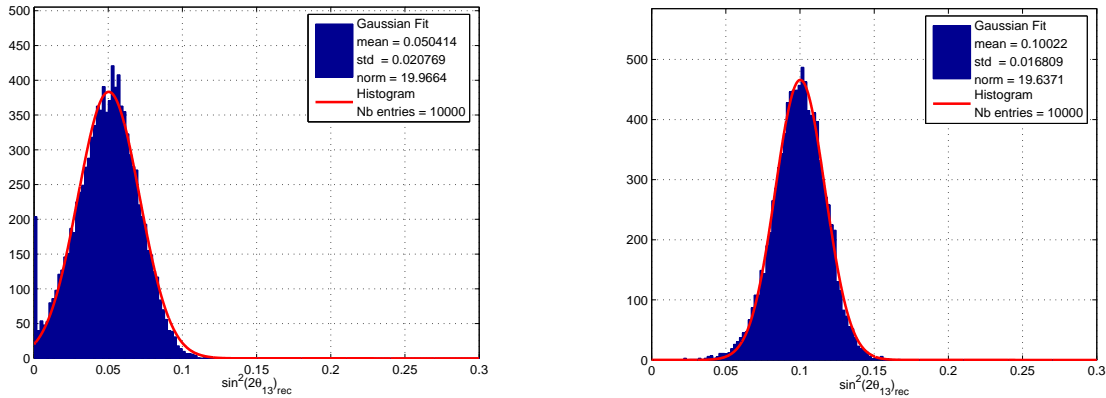 500
450
400
350
300
250
200
150
100
50
0
0 0.05 0.1 0.15 0.2 0.25 0.3
sin²(2θ₁₃)rec
Gaussian Fit
mean = 0.050414
std = 0.020769
norm = 19.9664
Histogram
Nb entries = 10000
500
400
300
200
100
0
0 0.05 0.1 0.15 0.2 0.25 0.3
sin²(2θ₁₃)rec
Gaussian Fit
mean = 0.10022
std = 0.016809
norm = 19.6371
Histogram
Nb entries = 10000